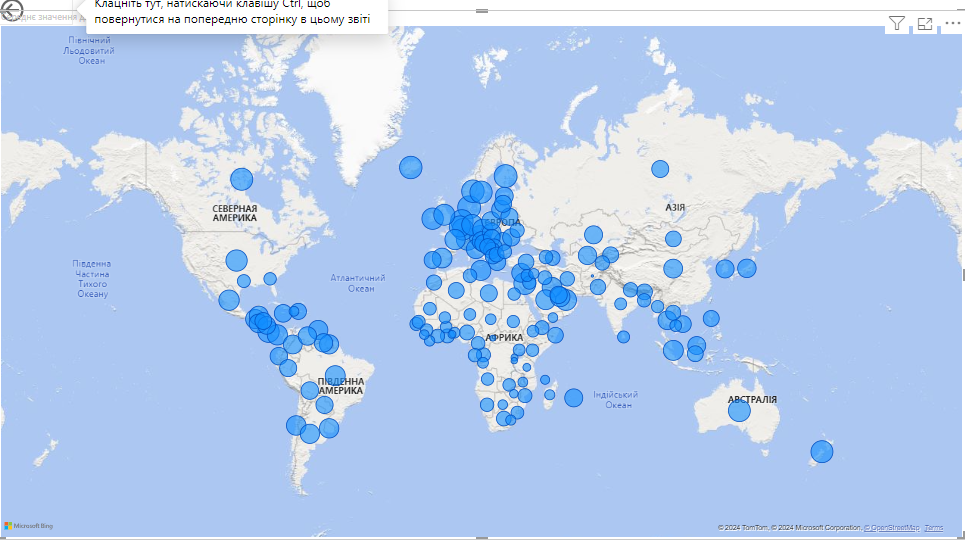 Клацніть тут, натискаючи клавішу Ctrl, щоб
повернутися на попередню сторінку в цьому звіті
середнє значення д
Північний
Льодовитий
Океан
СЕВЕРНАЯ
АМЕРИКА
ЕВРОПА
АЗІЯ
Південна
Частина
Тихого
Океану
Атлантичний
Океан
АФРИКА
ПІВДЕННА
АМЕРИКА
Індійський
Океан
АВСТРАЛІЯ
Microsoft Bing
© 2024 TomTom, © 2024 Microsoft Corporation, © OpenStreetMap Terms